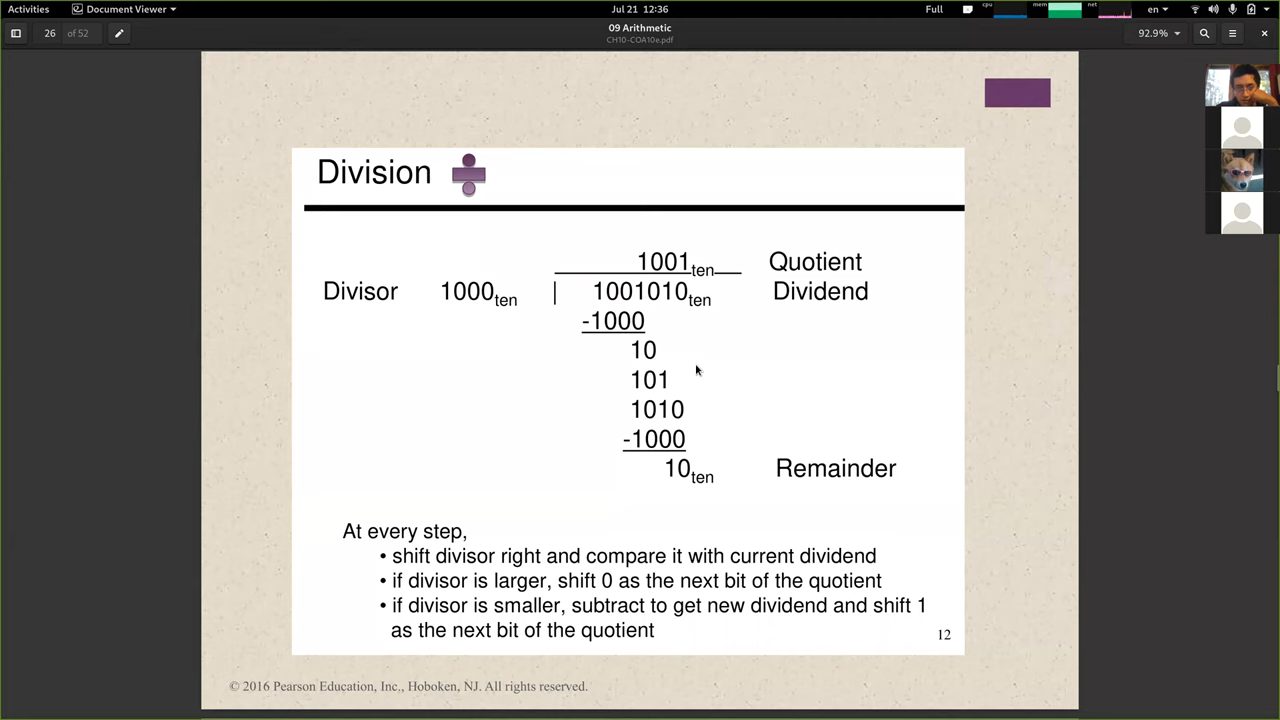 Activities Document Viewer Jul 21 12:36 Full cpu mem net en
26 of 52 09 Arithmetic 92.9%
CH10-COA10e.pdf
Division
1001ten Quotient
Divisor 1000ten | 1001010ten Dividend
-1000
10
101
1010
-1000
10ten Remainder
At every step,
• shift divisor right and compare it with current dividend
• if divisor is larger, shift 0 as the next bit of the quotient
• if divisor is smaller, subtract to get new dividend and shift 1
as the next bit of the quotient
12
© 2016 Pearson Education, Inc., Hoboken, NJ. All rights reserved.